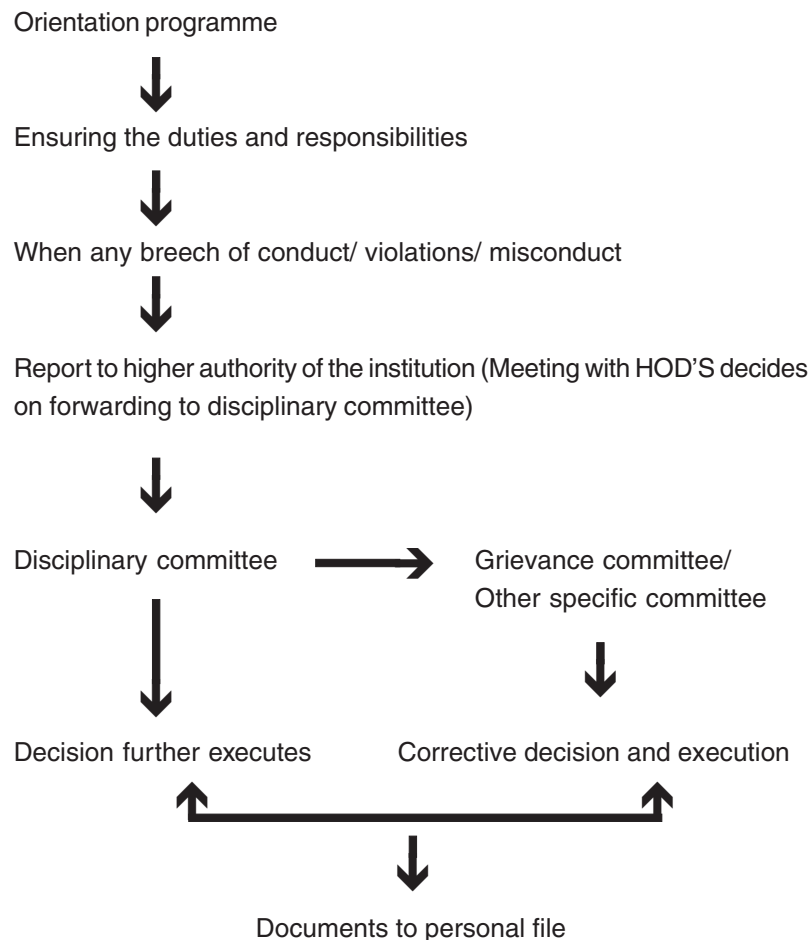 Orientation programme
Ensuring the duties and responsibilities
When any breech of conduct/ violations/ misconduct
Report to higher authority of the institution (Meeting with HOD'S decides
on forwarding to disciplinary committee)
Disciplinary committee
Grievance committee/
Other specific committee
Decision further executes
Corrective decision and execution
Documents to personal file